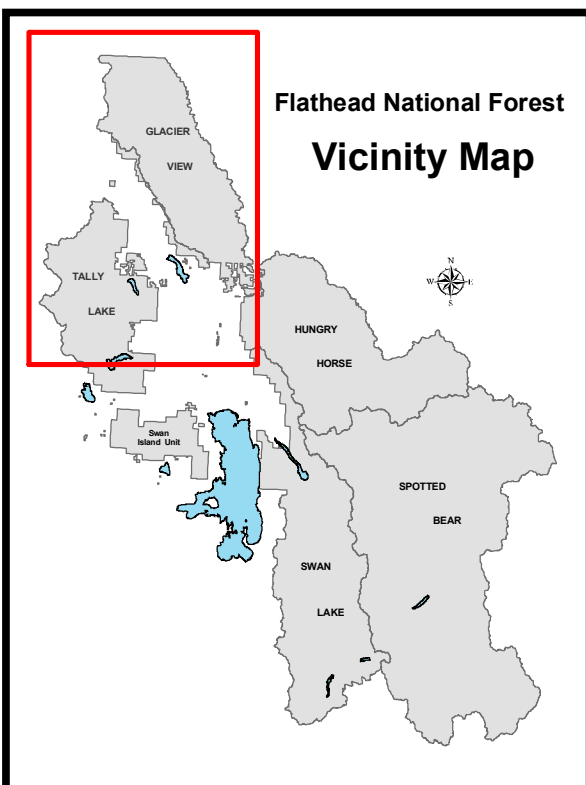 Flathead National Forest
Vicinity Map
GLACIER
VIEW
TALLY
LAKE
N
W E
S
HUNGRY
HORSE
Swan
Island Unit
SPOTTED
BEAR
SWAN
LAKE